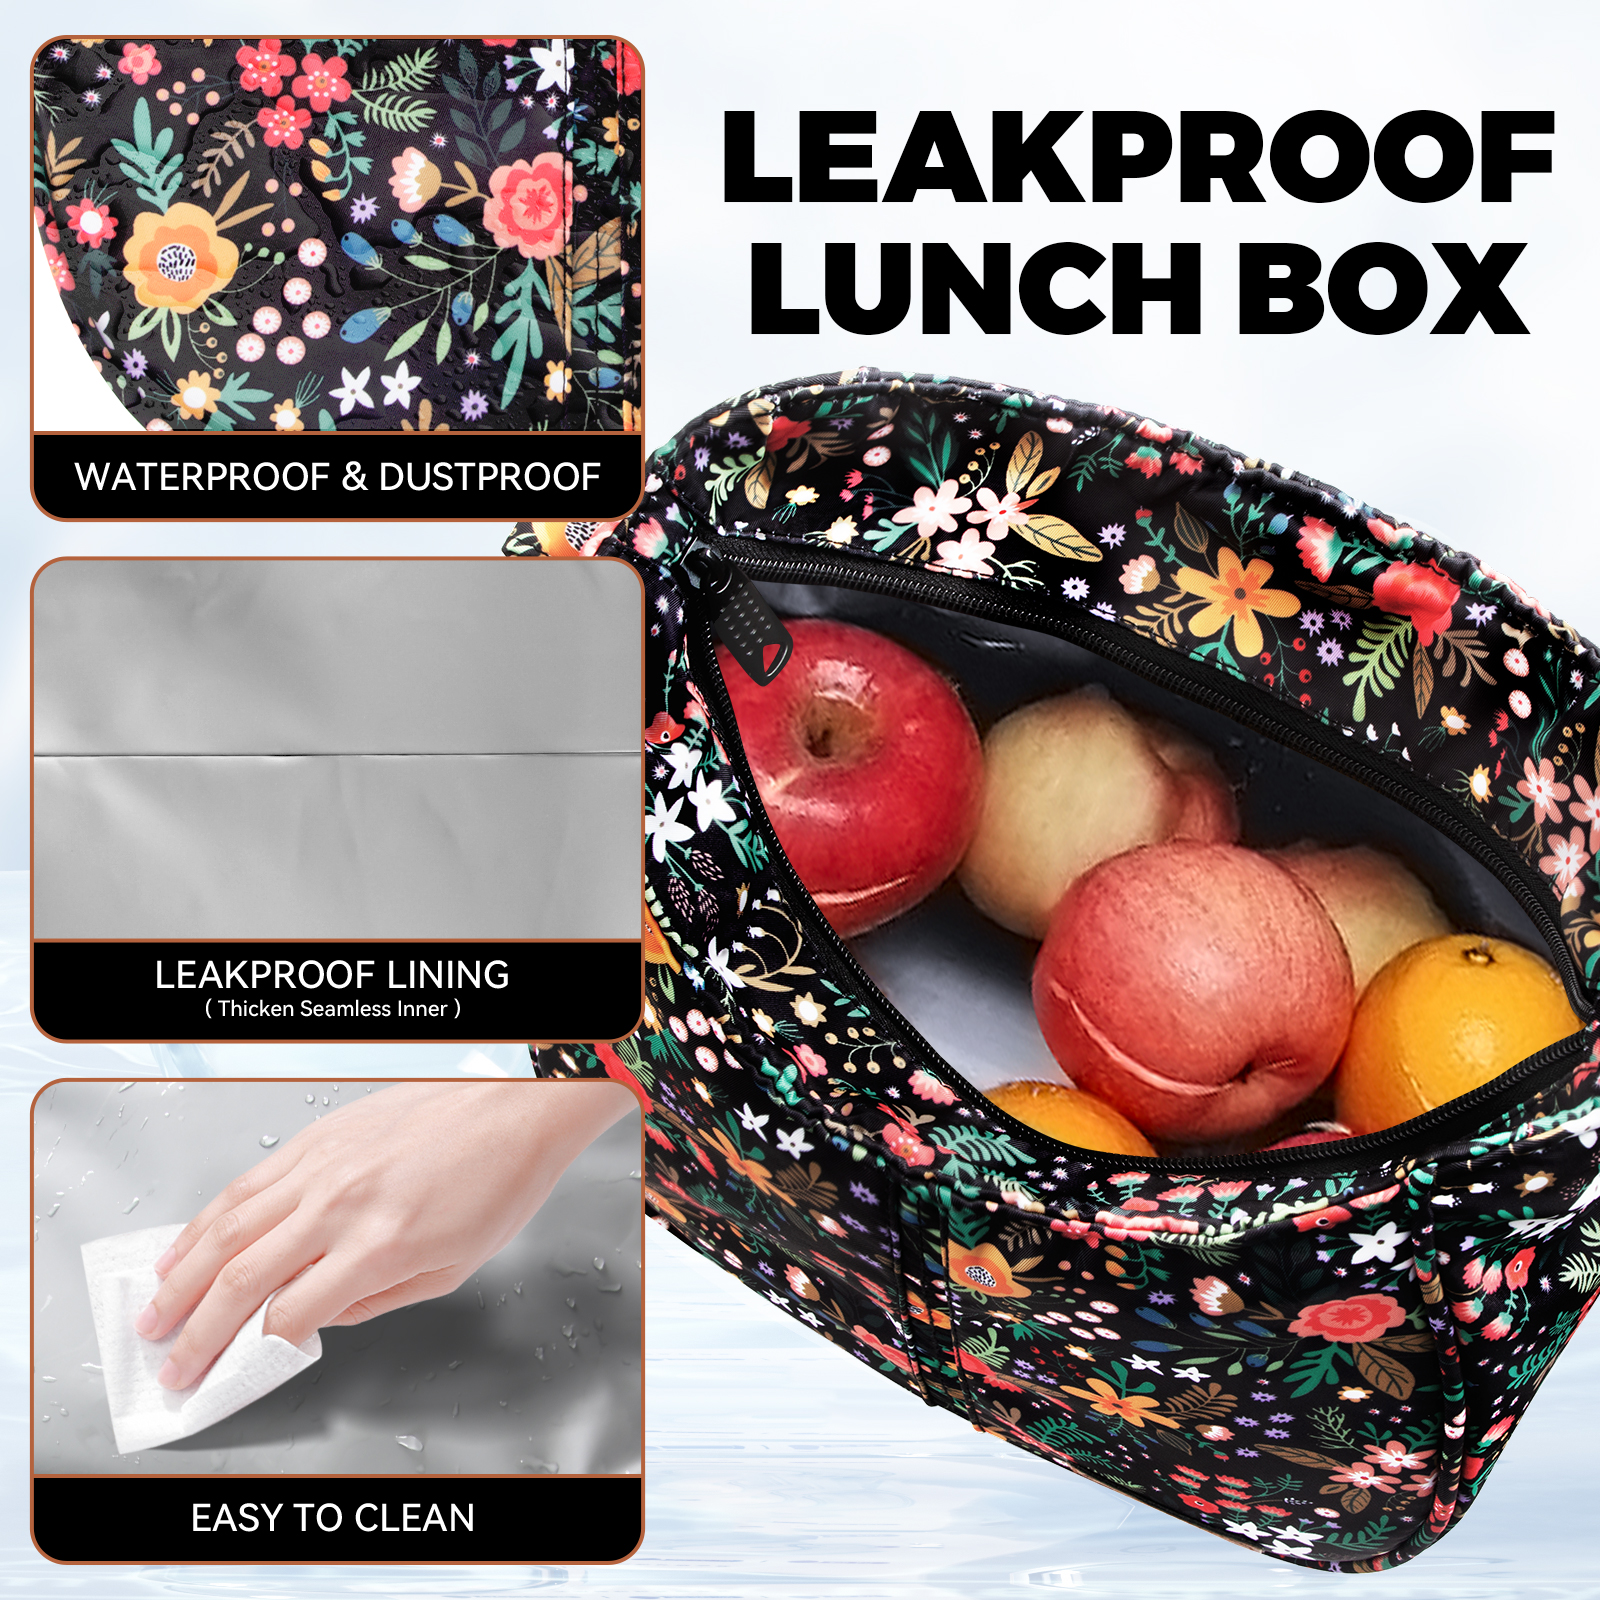 LEAKPROOF
LUNCH BOX
WATERPROOF & DUSTPROOF
LEAKPROOF LINING
( Thicken Seamless Inner )
EASY TO CLEAN